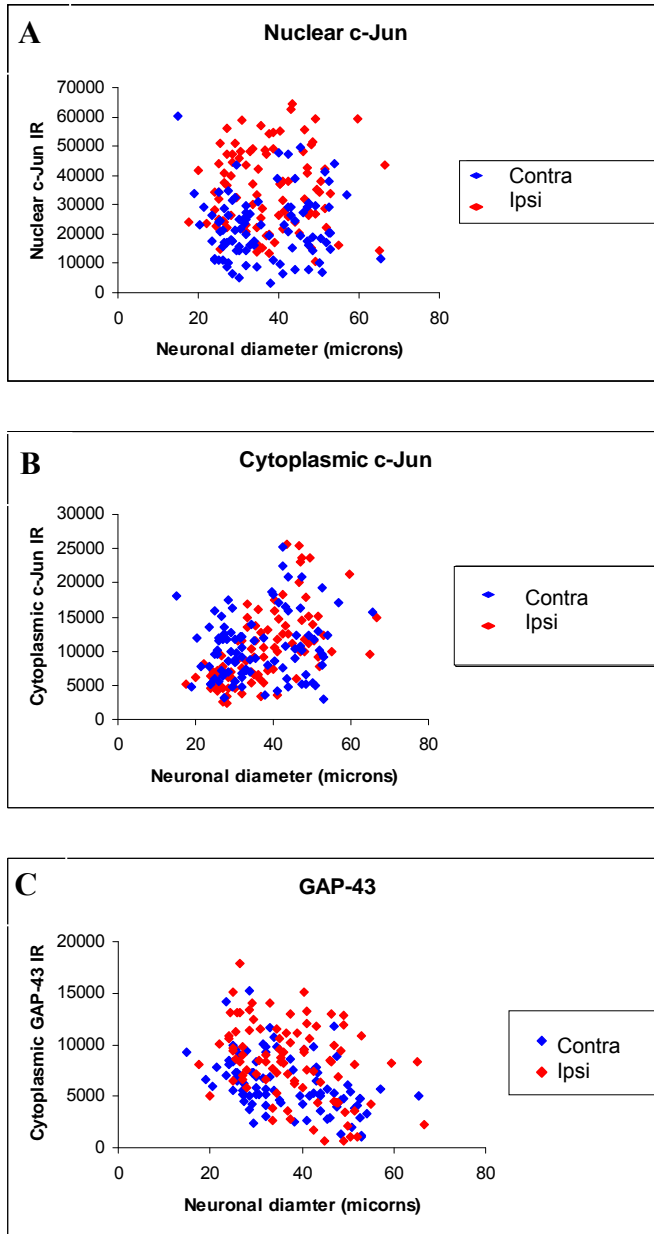 A
Nuclear c-Jun
70000
60000
50000
40000
30000
20000
10000
0
Nuclear c-Jun IR
0 20 40 60 80
Neuronal diameter (microns)
Contra
Ipsi
B
Cytoplasmic c-Jun
30000
25000
20000
15000
10000
5000
0
Cytoplasmic c-Jun IR
0 20 40 60 80
Neuronal diameter (microns)
Contra
Ipsi
C
GAP-43
20000
15000
10000
5000
0
Cytoplasmic GAP-43 IR
0 20 40 60 80
Neuronal diamter (micorns)
Contra
Ipsi